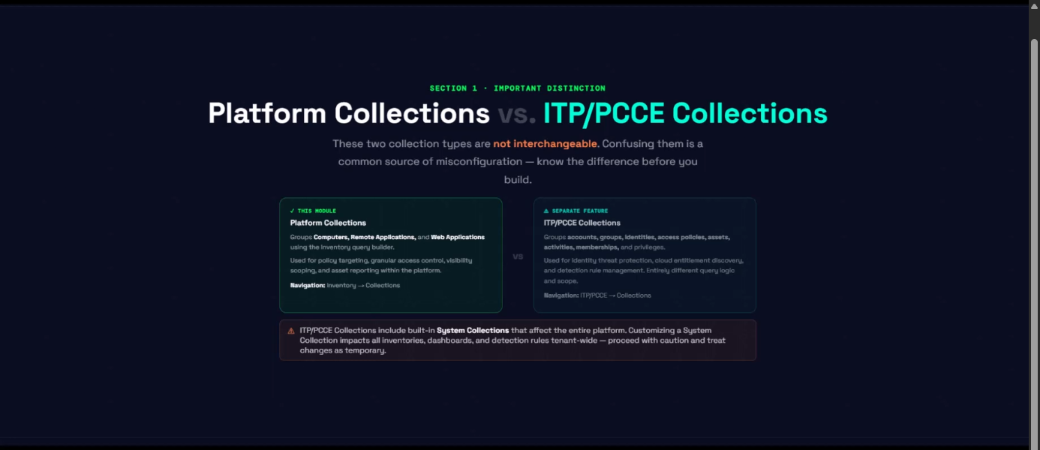 SECTION 1 · IMPORTANT DISTINCTION
Platform Collections vs. ITP/PCCE Collections
These two collection types are not interchangeable. Confusing them is a
common source of misconfiguration — know the difference before you
build.
✓ THIS MODULE
Platform Collections
Groups Computers, Remote Applications, and Web Applications
using the inventory query builder.
Used for policy targeting, granular access control, visibility
scoping, and asset reporting within the platform.
Navigation: Inventory → Collections
VS
⚠ SEPARATE FEATURE
ITP/PCCE Collections
Groups accounts, groups, identities, access policies, assets,
activities, memberships, and privileges.
Used for identity threat protection, cloud entitlement discovery,
and detection rule management. Entirely different query logic
and scope.
Navigation: ITP/PCCE → Collections
⚠ ITP/PCCE Collections include built-in System Collections that affect the entire platform. Customizing a System
Collection impacts all inventories, dashboards, and detection rules tenant-wide — proceed with caution and treat
changes as temporary.